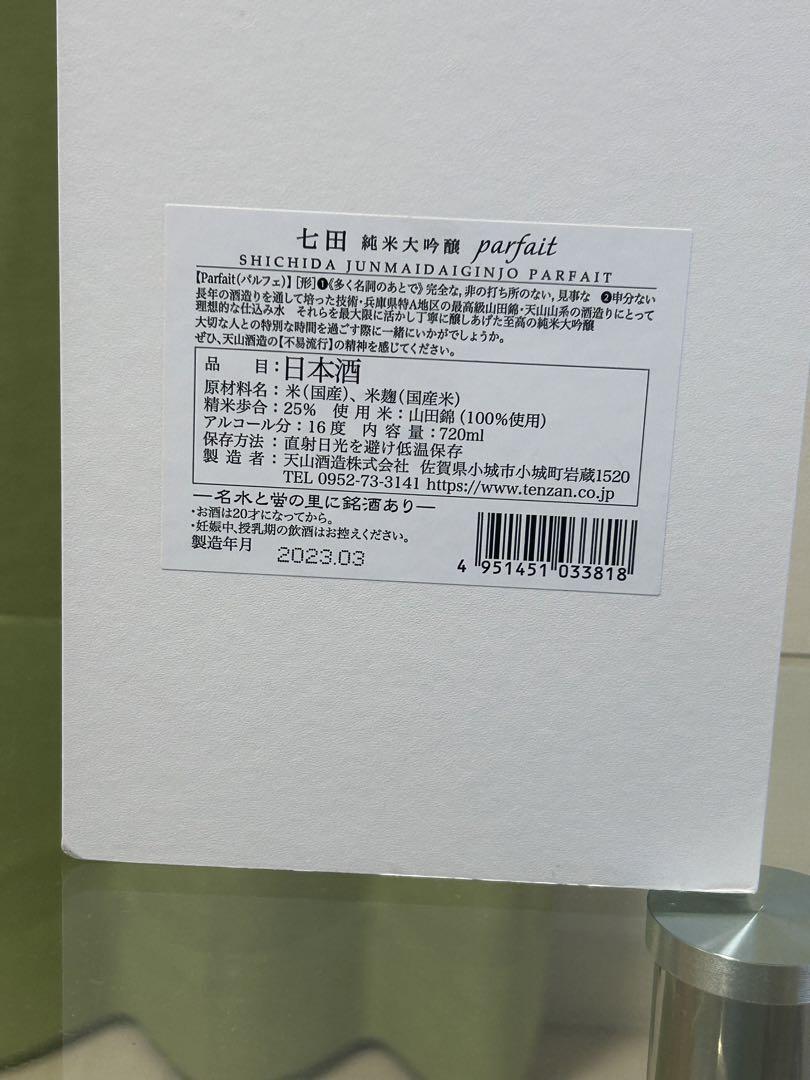 七田 純米大吟醸 parfait
SHICHIDA JUNMAIDAIGINJO PARFAIT
【Parfait(パルフェ)】[形]❶《多く名詞のあとで》完全な,非の打ち所のない,見事な ❷申分ない
長年の酒造りを通して培った技術・兵庫県特A地区の最高級山田錦・天山山系の酒造りにとって
理想的な仕込み水 それらを最大限に活かし丁寧に醸しあげた至高の純米大吟醸
大切な人との特別な時間を過ごす際に一緒にいかがでしょうか。
ぜひ、天山酒造の【不易流行】の精神を感じてください。
品 目:日本酒
原材料名:米(国産)、米麹(国産米)
精米歩合:25% 使用米:山田錦(100%使用)
アルコール分:16度 内容量:720ml
保存方法:直射日光を避け低温保存
製造者:天山酒造株式会社 佐賀県小城市小城町岩蔵1520
TEL 0952-73-3141 https://www.tenzan.co.jp
―名水と蛍の里に銘酒あり―
・お酒は20才になってから。
・妊娠中、授乳期の飲酒はお控えください。
製造年月 2023.03
4 951451 033818